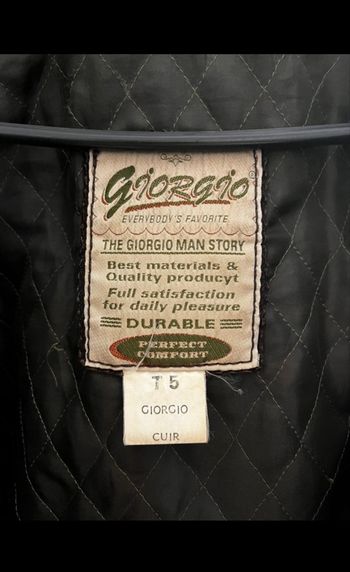 GIORGIO®
EVERYBODY'S FAVORITE
THE GIORGIO MAN STORY
Best materials &
Quality producyt
Full satisfaction
for daily pleasure
DURABLE
PERFECT
COMFORT
T 5
GIORGIO
CUIR